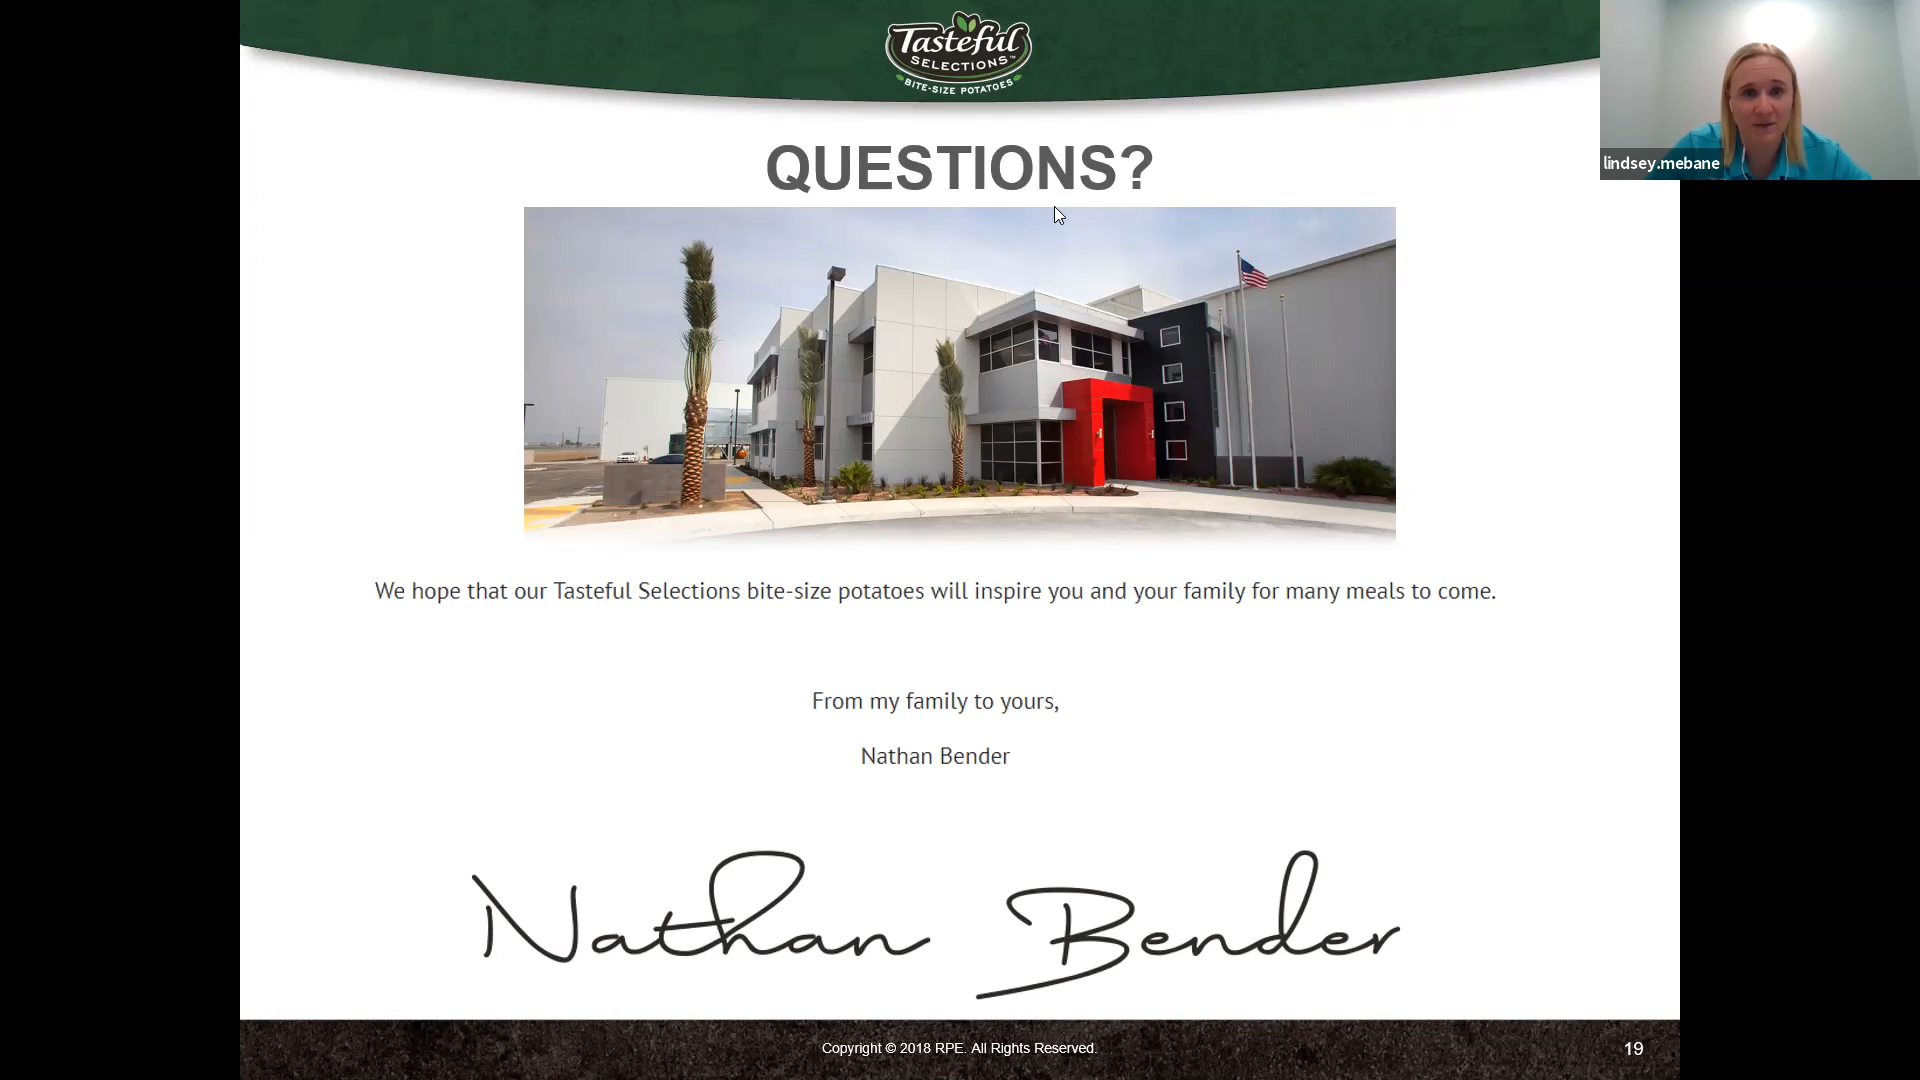 Tasteful
SELECTIONS™
BITE-SIZE POTATOES
lindsey.mebane
QUESTIONS?
We hope that our Tasteful Selections bite-size potatoes will inspire you and your family for many meals to come.
From my family to yours,
Nathan Bender
Nathan Bender
Copyright © 2018 RPE. All Rights Reserved.
19